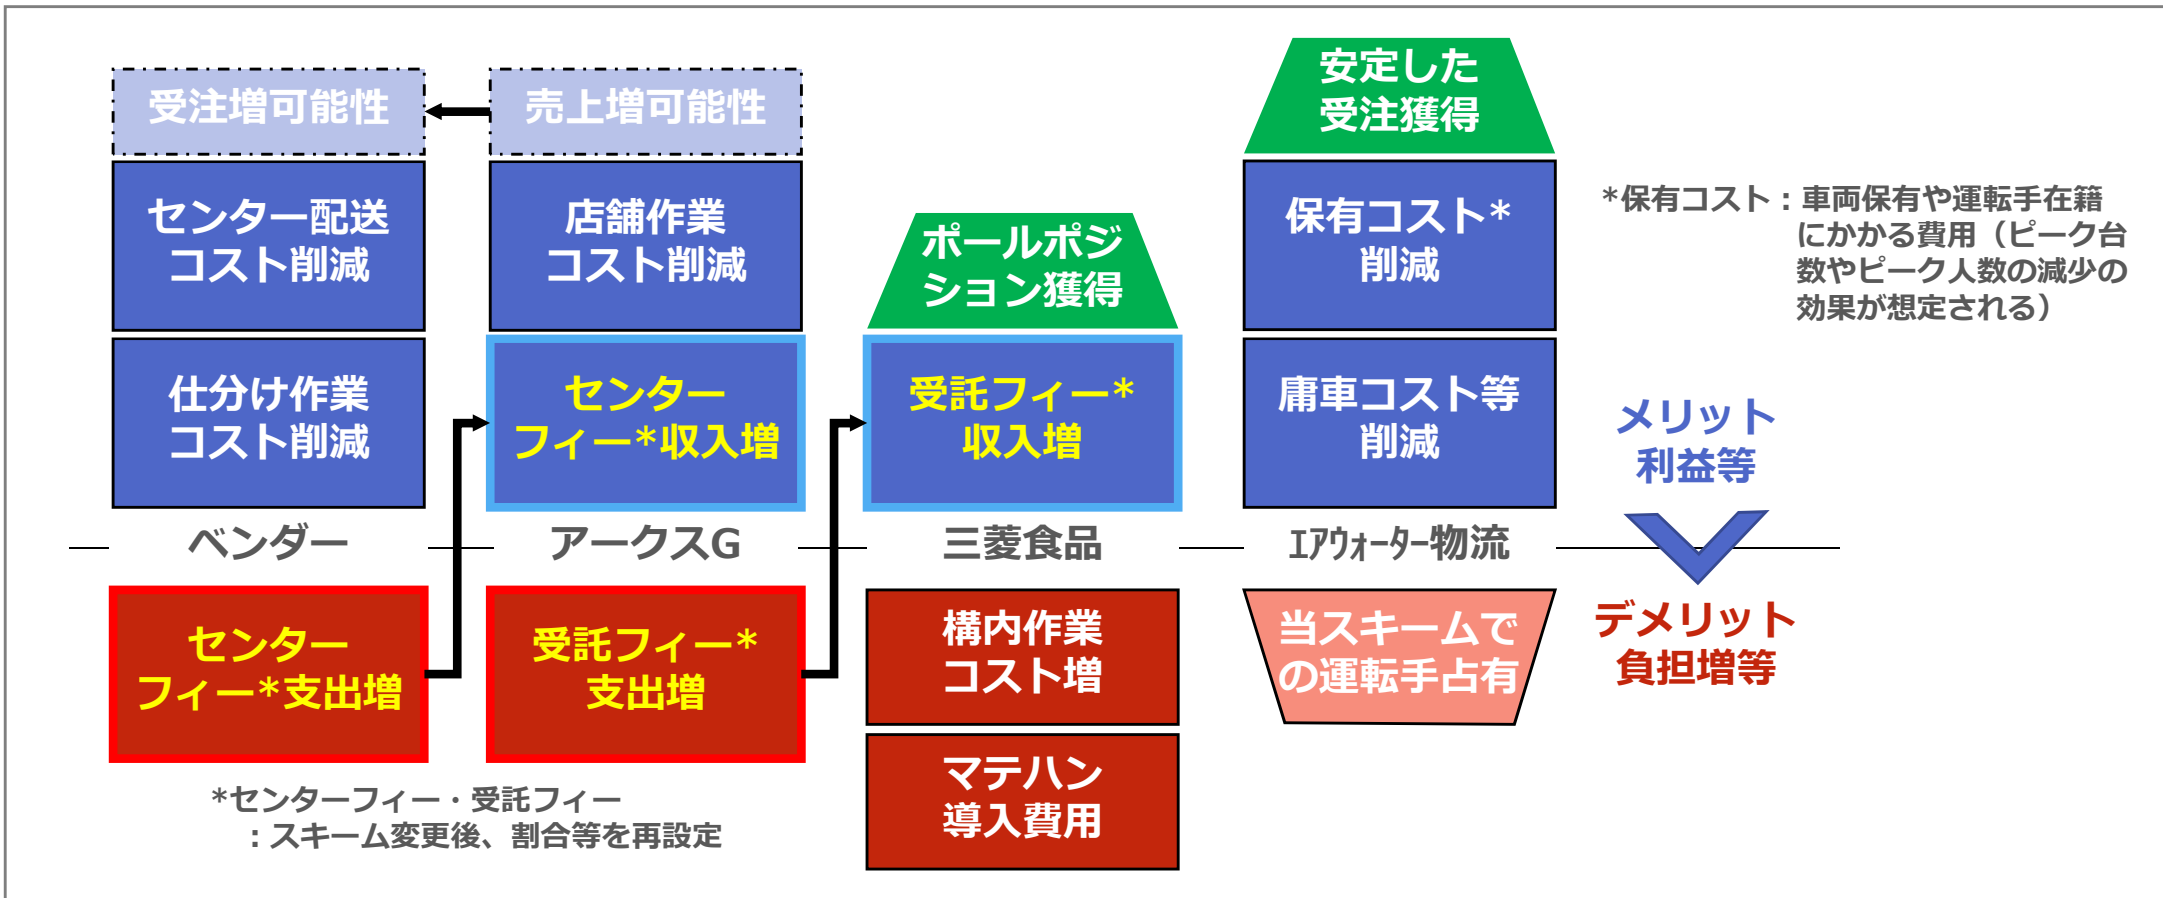 受注増可能性
センター配送
コスト削減
仕分け作業
コスト削減
ベンダー
センター
フィー*支出増
売上増可能性
店舗作業
コスト削減
センター
フィー*収入増
アークスG
受託フィー*
支出増
*センターフィー・受託フィー
：スキーム変更後、割合等を再設定
ポールポジ
ション獲得
受託フィー*
収入増
三菱食品
構内作業
コスト増
マテハン
導入費用
安定した
受注獲得
保有コスト*
削減
庸車コスト等
削減
ｴｱｳｫｰﾀｰ物流
当スキームで
の運転手占有
*保有コスト：車両保有や運転手在籍
にかかる費用（ピーク台
数やピーク人数の減少の
効果が想定される）
メリット
利益等
デメリット
負担増等